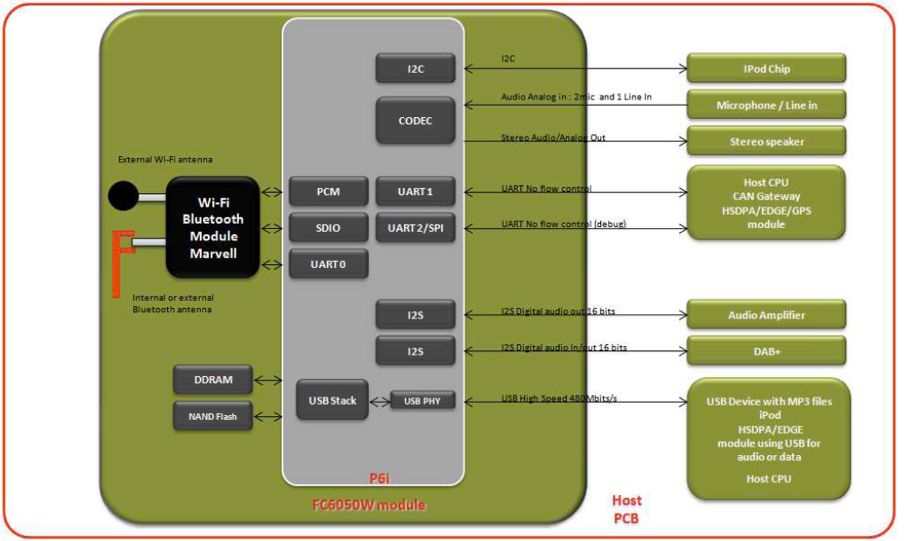 I2C
I2C
IPod Chip
Audio Analog in : 2mic and 1 Line In
Microphone / Line in
CODEC
Stereo Audio/Analog Out
Stereo speaker
External Wi-Fi antenna
Wi-Fi
Bluetooth
Module
Marvell
PCM
UART 1
UART No flow control
SDIO
UART 2/SPI
UART No flow control (debug)
UART 0
Host CPU
CAN Gateway
HSDPA/EDGE/GPS
module
Internal or external
Bluetooth antenna
I2S
I2S Digital audio out 16 bits
Audio Amplifier
I2S
I2S Digital audio In/out 16 bits
DAB+
DDRAM
NAND Flash
USB Stack
USB PHY
USB High Speed 480Mbits/s
USB Device with MP3 files
iPod
HSDPA/EDGE
module using USB for
audio or data
Host CPU
P6i
FC6050W module
Host
PCB